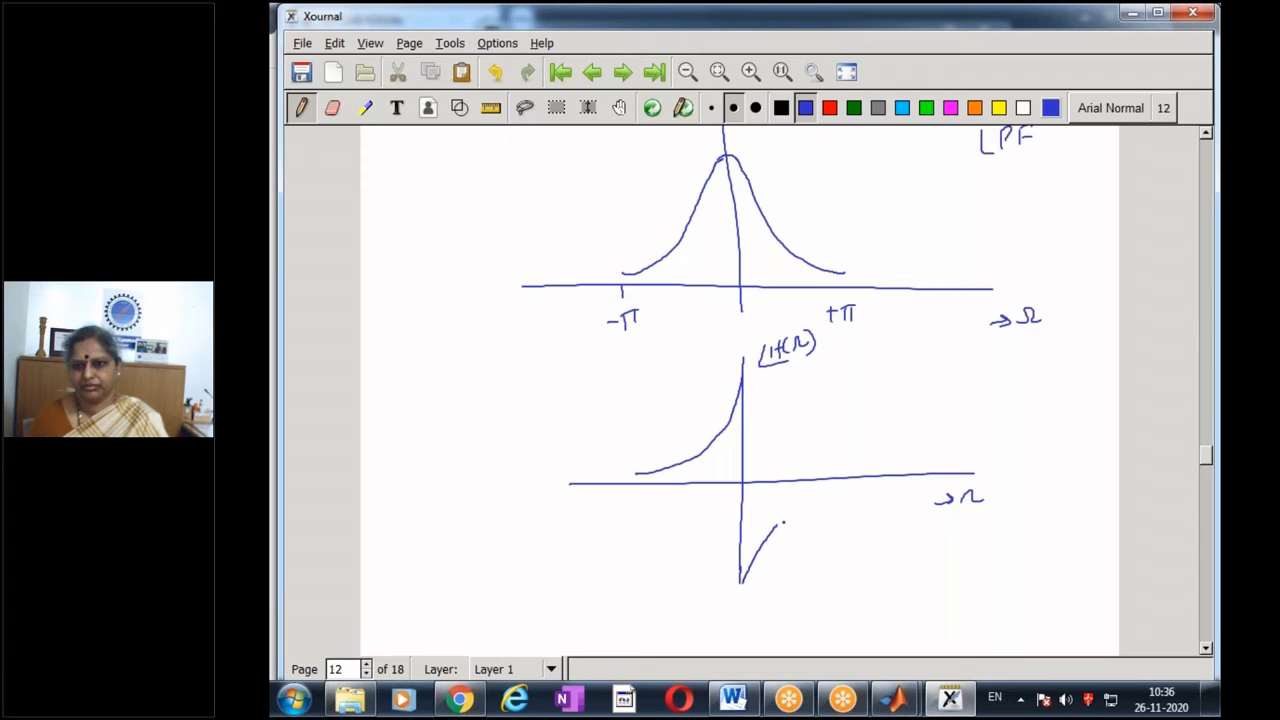 Xournal
File Edit View Page Tools Options Help
T Arial Normal 12
LPF
-π +π → Ω
∠H(Ω)
→ Ω
Page 12 of 18 Layer: Layer 1
EN 10:36
26-11-2020